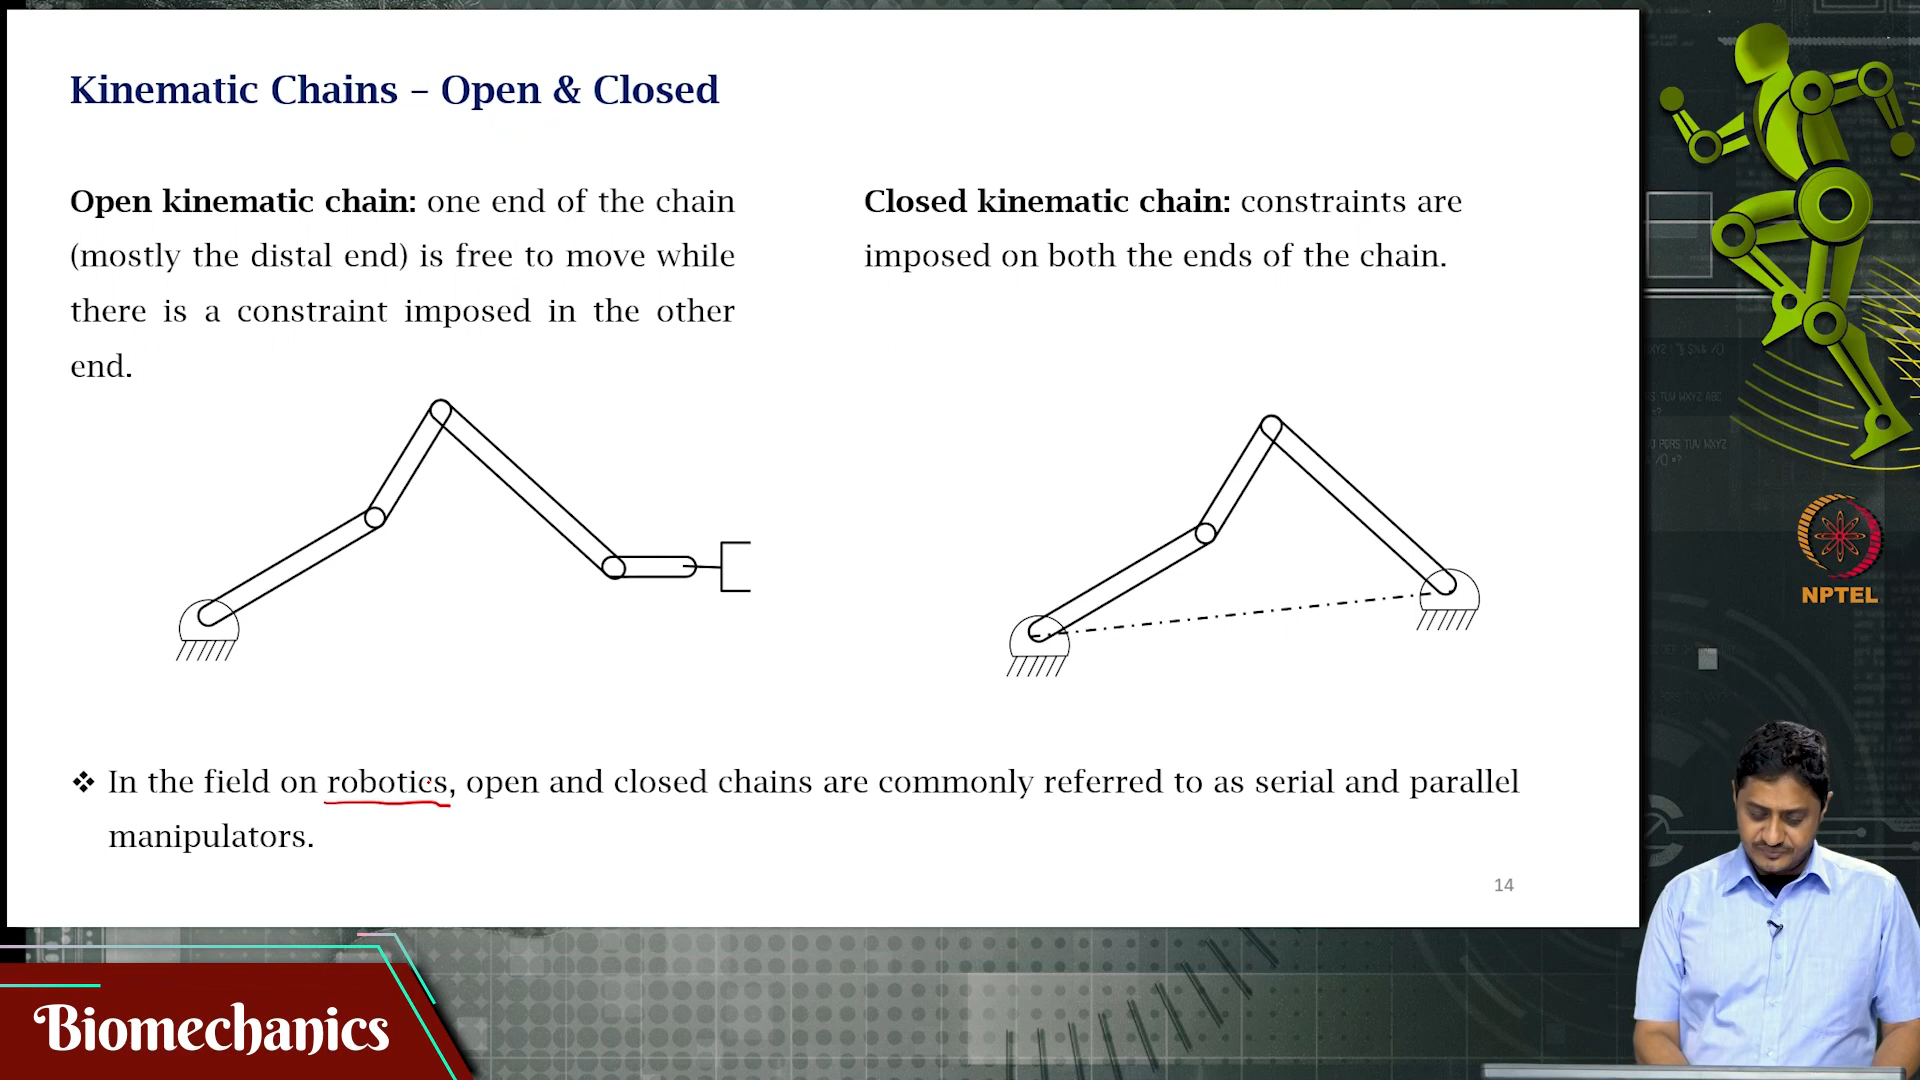 Kinematic Chains – Open & Closed
Open kinematic chain: one end of the chain
(mostly the distal end) is free to move while
there is a constraint imposed in the other
end.
Closed kinematic chain: constraints are
imposed on both the ends of the chain.
❖ In the field on robotics, open and closed chains are commonly referred to as serial and parallel
manipulators.
14
NPTEL
Biomechanics